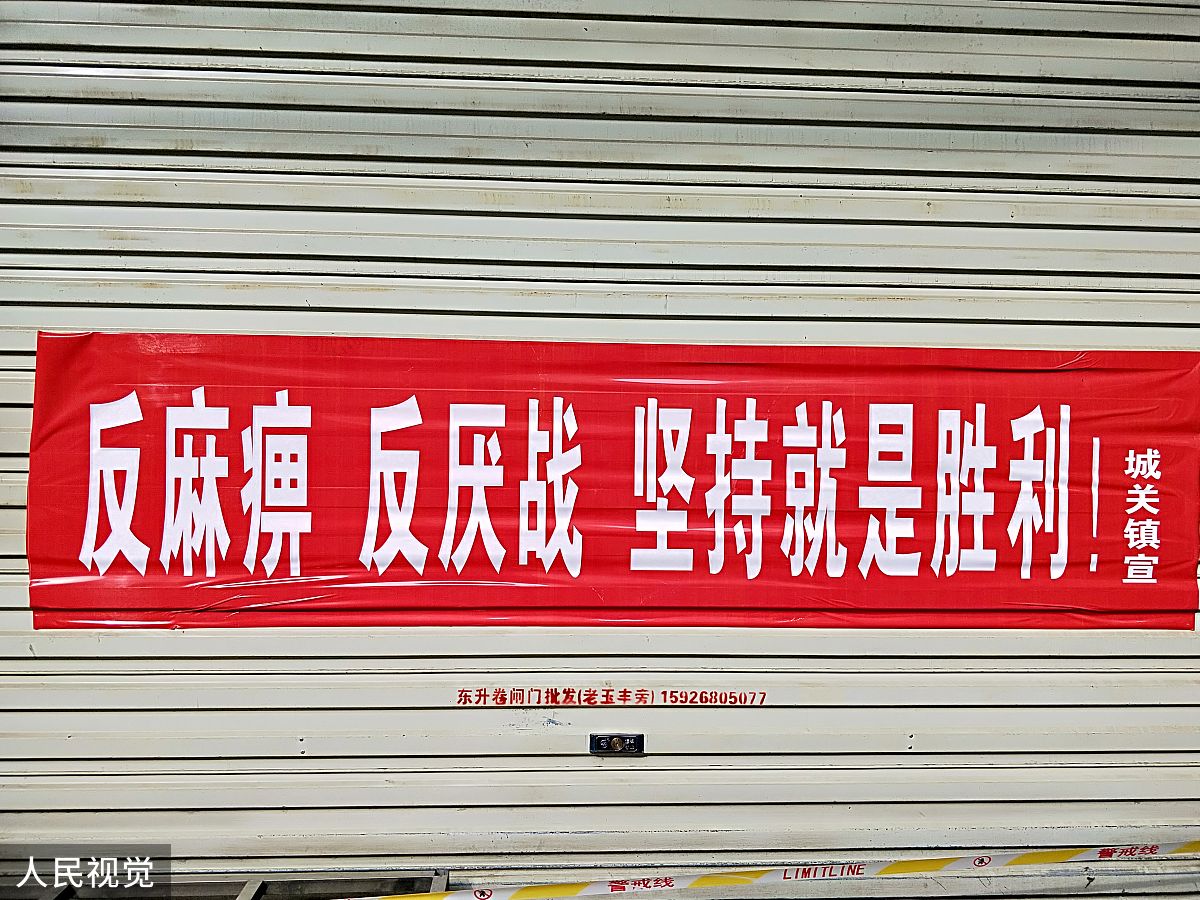 反麻痹 反厌战 坚持就是胜利！
城关镇宣
东升卷闸门批发(老玉丰旁) 15926805077
警戒线 LIMITLINE 警戒线
人民视觉